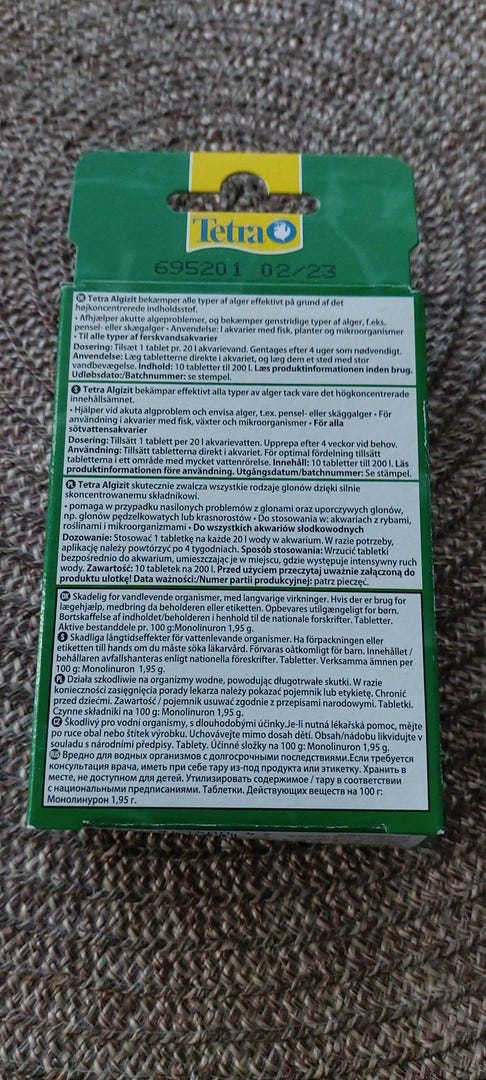 Tetra
695201 02/23
DK Tetra Algizit bekæmper alle typer af alger effektivt på grund af det
højkoncentrerede indholdsstof.
• Afhjælper akutte algeproblemer, og bekæmper genstridige typer af alger, f.eks.
pensel- eller skægalger • Anvendelse: I akvarier med fisk, planter og mikroorganismer
• Til alle typer af ferskvandsakvarier
Dosering: Tilsæt 1 tablet pr. 20 l akvarievand. Gentages efter 4 uger som nødvendigt.
Anvendelse: Læg tabletterne direkte i akvariet, og læg dem et sted med stor
vandbevægelse. Indhold: 10 tabletter til 200 l. Læs produktinformationen inden brug.
Udløbsdato:/Batchnummer: se stempel.
S Tetra Algizit bekämpar effektivt alla typer av alger tack vare det högkoncentrerade
innehållsämnet.
• Hjälper vid akuta algproblem och envisa alger, t.ex. pensel- eller skäggalger • För
användning i akvarier med fisk, växter och mikroorganismer • För alla
sötvattensakvarier
Dosering: Tillsätt 1 tablett per 20 l akvarievatten. Upprepa efter 4 veckor vid behov.
Användning: Tillsätt tabletterna direkt i akvariet. För optimal fördelning tillsätt
tabletterna i ett område med mycket vattenrörelse. Innehåll: 10 tabletter till 200 l. Läs
produktinformationen före användning. Utgångsdatum/batchnummer: Se stämpel.
PL Tetra Algizit skutecznie zwalcza wszystkie rodzaje glonów dzięki silnie
skoncentrowanemu składnikowi.
• pomaga w przypadku nasilonych problemów z glonami oraz uporczywych glonów,
np. glonów pędzelkowatych lub krasnorostów • Do stosowania w: akwariach z rybami,
roślinami i mikroorganizmami • Do wszystkich akwariów słodkowodnych
Dozowanie: Stosować 1 tabletkę na każde 20 l wody w akwarium. W razie potrzeby,
aplikację należy powtórzyć po 4 tygodniach. Sposób stosowania: Wrzucić tabletki
bezpośrednio do akwarium, umieszczając je w miejscu, gdzie występuje intensywny ruch
wody. Zawartość: 10 tabletek na 200 l. Przed użyciem przeczytaj uważnie załączoną do
produktu ulotkę! Data ważności:/Numer partii produkcyjnej: patrz pieczęć.
DK Skadelig for vandlevende organismer, med langvarige virkninger. Hvis der er brug for
lægehjælp, medbring da beholderen eller etiketten. Opbevares utilgængeligt for børn.
Bortskaffelse af indholdet/beholderen i henhold til de nationale forskrifter. Tabletter.
Aktive bestanddele pr. 100 g:Monolinuron 1,95 g.
S Skadliga långtidseffekter för vattenlevande organismer. Ha förpackningen eller
etiketten till hands om du måste söka läkarvård. Förvaras oåtkomligt för barn. Innehållet /
behållaren avfallshanteras enligt nationella föreskrifter. Tabletter. Verksamma ämnen per
100 g: Monolinuron 1,95 g.
PL Działa szkodliwie na organizmy wodne, powodując długotrwałe skutki. W razie
konieczności zasięgnięcia porady lekarza należy pokazać pojemnik lub etykietę. Chronić
przed dziećmi. Zawartość / pojemnik usuwać zgodnie z przepisami narodowymi. Tabletki.
Czynne składniki na 100 g: Monolinuron 1,95 g.
CZ Škodlivý pro vodní organismy, s dlouhodobými účinky.Je-li nutná lékařská pomoc, mějte
po ruce obal nebo štítek výrobku. Uchovávejte mimo dosah dětí. Obsah/nádobu likvidujte v
souladu s národními předpisy. Tablety. Účinné složky na 100 g: Monolinuron 1,95 g.
RUS Вредно для водных организмов с долгосрочными последствиями.Если требуется
консультация врача, иметь при себе тару из-под продукта или этикетку. Хранить в
месте, не доступном для детей. Утилизировать содержимое / тару в соответствии
с национальными предписаниями. Таблетки. Действующих веществ на 100 г:
Монолинурон 1,95 г.